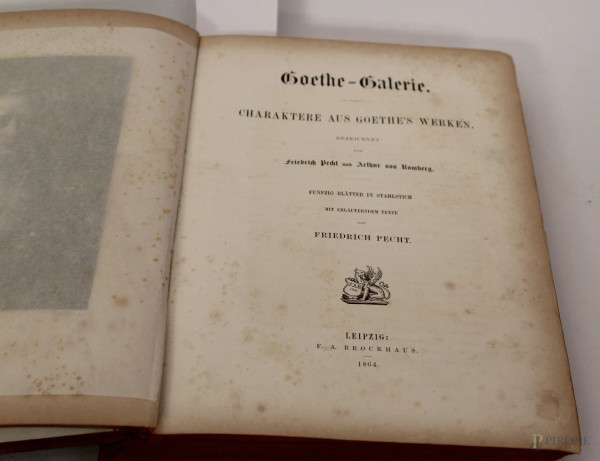 Goethe-Galerie.
CHARAKTERE AUS GOETHE'S WERKEN.
GEZEICHNET
VON
Friedrich Pecht und Arthur von Ramberg.
FUNFZIG BLÄTTER IN STAHLSTICH
MIT ERLÄUTERNDEM TEXTE
VON
FRIEDRICH PECHT.
LEIPZIG:
F. A. BROCKHAUS.
1864.